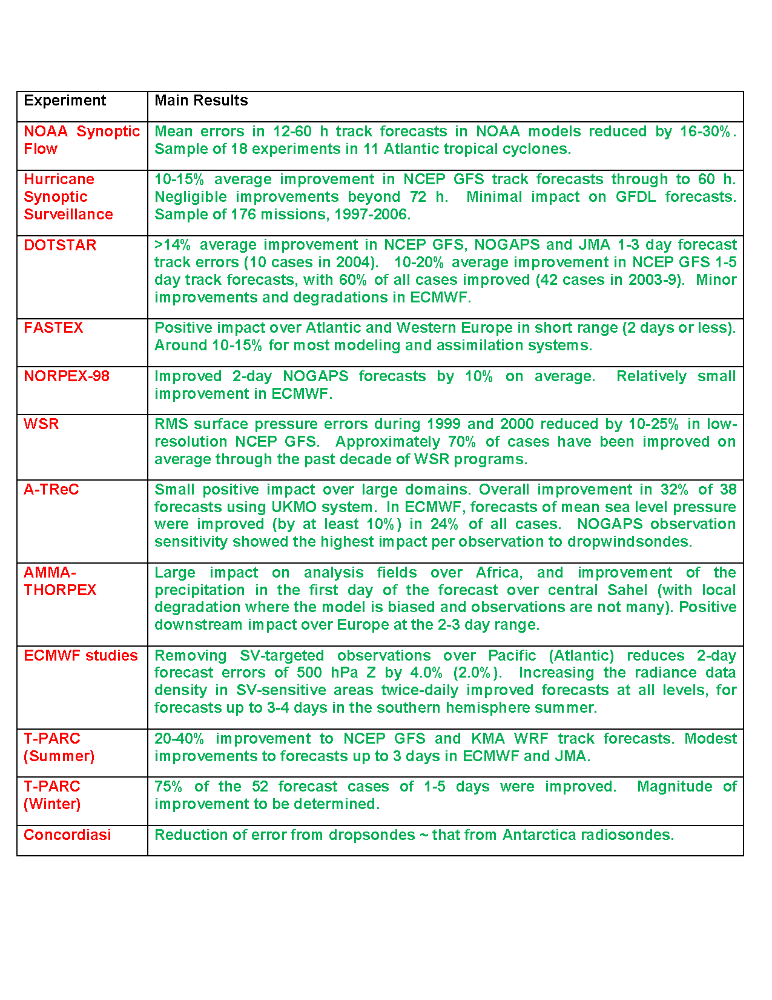 Experiment
Main Results
NOAA Synoptic
Flow
Mean errors in 12-60 h track forecasts in NOAA models reduced by 16-30%.
Sample of 18 experiments in 11 Atlantic tropical cyclones.
Hurricane
Synoptic
Surveillance
10-15% average improvement in NCEP GFS track forecasts through to 60 h.
Negligible improvements beyond 72 h. Minimal impact on GFDL forecasts.
Sample of 176 missions, 1997-2006.
DOTSTAR
>14% average improvement in NCEP GFS, NOGAPS and JMA 1-3 day forecast
track errors (10 cases in 2004). 10-20% average improvement in NCEP GFS 1-5
day track forecasts, with 60% of all cases improved (42 cases in 2003-9). Minor
improvements and degradations in ECMWF.
FASTEX
Positive impact over Atlantic and Western Europe in short range (2 days or less).
Around 10-15% for most modeling and assimilation systems.
NORPEX-98
Improved 2-day NOGAPS forecasts by 10% on average. Relatively small
improvement in ECMWF.
WSR
RMS surface pressure errors during 1999 and 2000 reduced by 10-25% in low-
resolution NCEP GFS. Approximately 70% of cases have been improved on
average through the past decade of WSR programs.
A-TReC
Small positive impact over large domains. Overall improvement in 32% of 38
forecasts using UKMO system. In ECMWF, forecasts of mean sea level pressure
were improved (by at least 10%) in 24% of all cases. NOGAPS observation
sensitivity showed the highest impact per observation to dropwindsondes.
AMMA-
THORPEX
Large impact on analysis fields over Africa, and improvement of the
precipitation in the first day of the forecast over central Sahel (with local
degradation where the model is biased and observations are not many). Positive
downstream impact over Europe at the 2-3 day range.
ECMWF studies
Removing SV-targeted observations over Pacific (Atlantic) reduces 2-day
forecast errors of 500 hPa Z by 4.0% (2.0%). Increasing the radiance data
density in SV-sensitive areas twice-daily improved forecasts at all levels, for
forecasts up to 3-4 days in the southern hemisphere summer.
T-PARC
(Summer)
20-40% improvement to NCEP GFS and KMA WRF track forecasts. Modest
improvements to forecasts up to 3 days in ECMWF and JMA.
T-PARC
(Winter)
75% of the 52 forecast cases of 1-5 days were improved. Magnitude of
improvement to be determined.
Concordiasi
Reduction of error from dropsondes ~ that from Antarctica radiosondes.